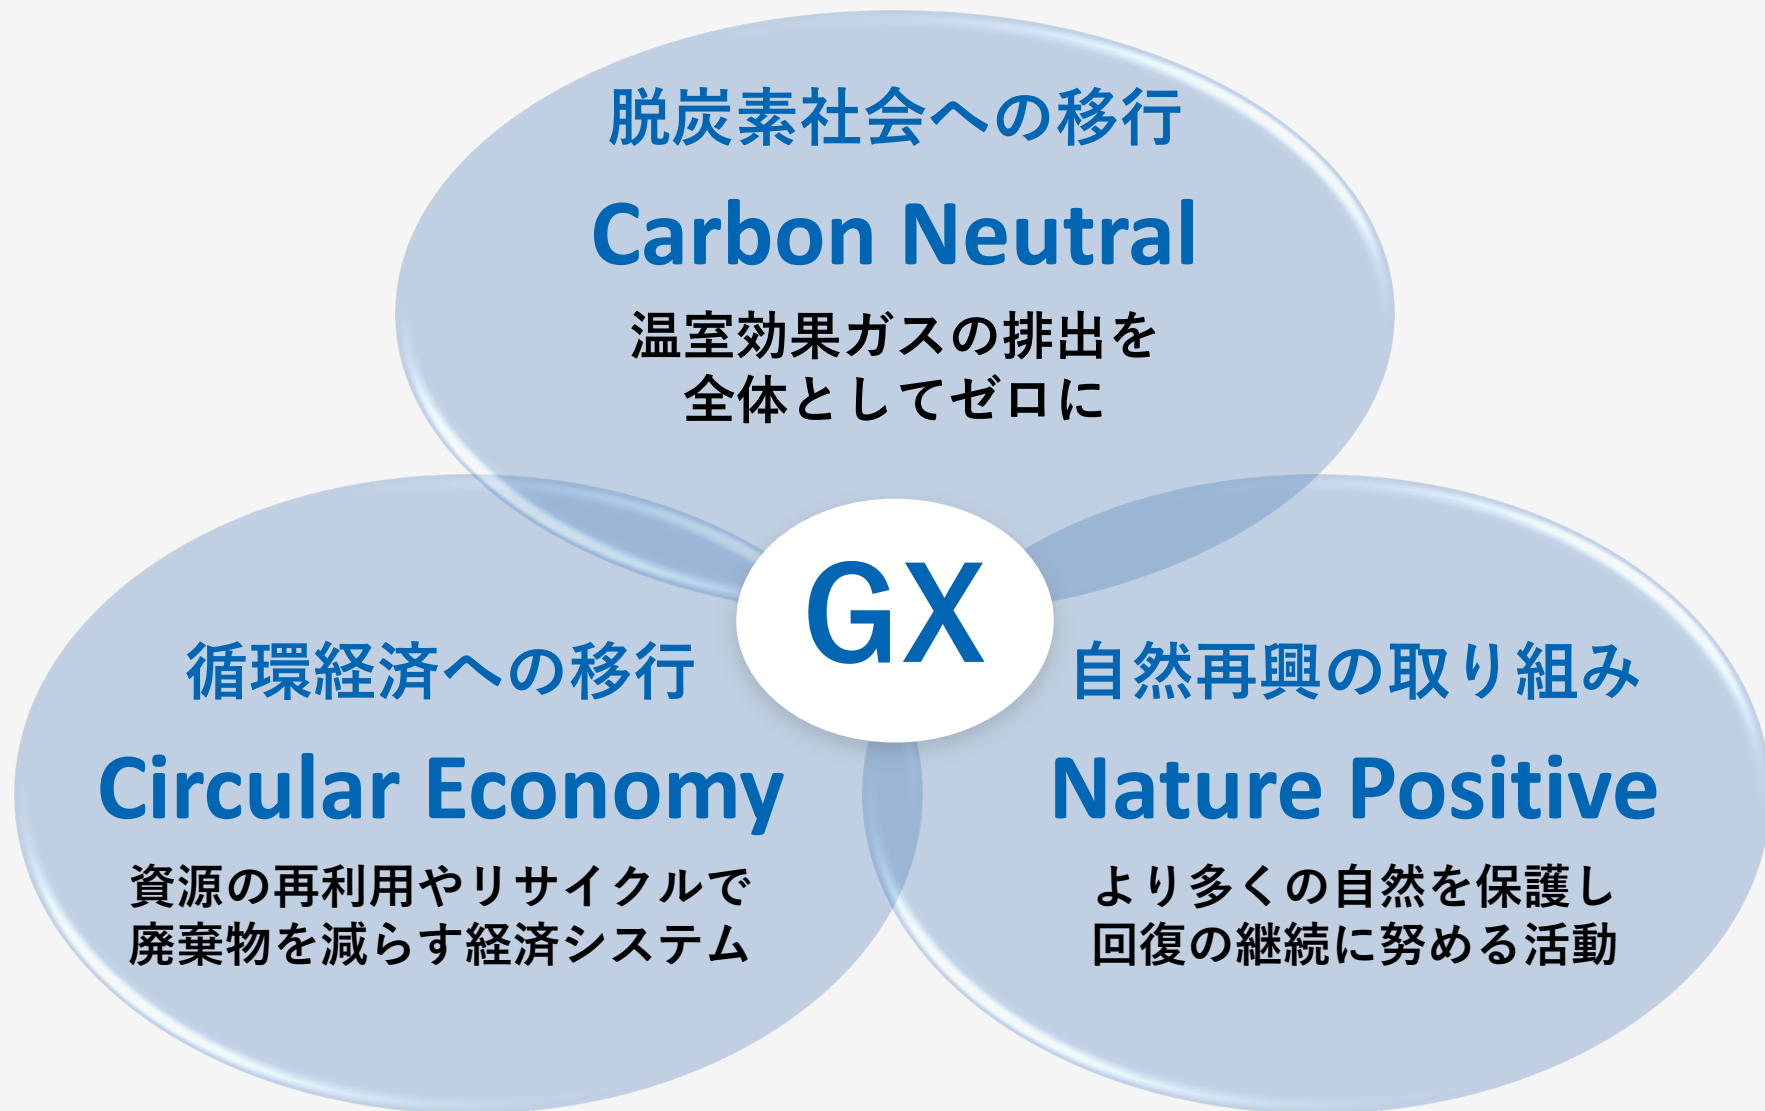 脱炭素社会への移行
Carbon Neutral
温室効果ガスの排出を
全体としてゼロに
GX
循環経済への移行
Circular Economy
資源の再利用やリサイクルで
廃棄物を減らす経済システム
自然再興の取り組み
Nature Positive
より多くの自然を保護し
回復の継続に努める活動